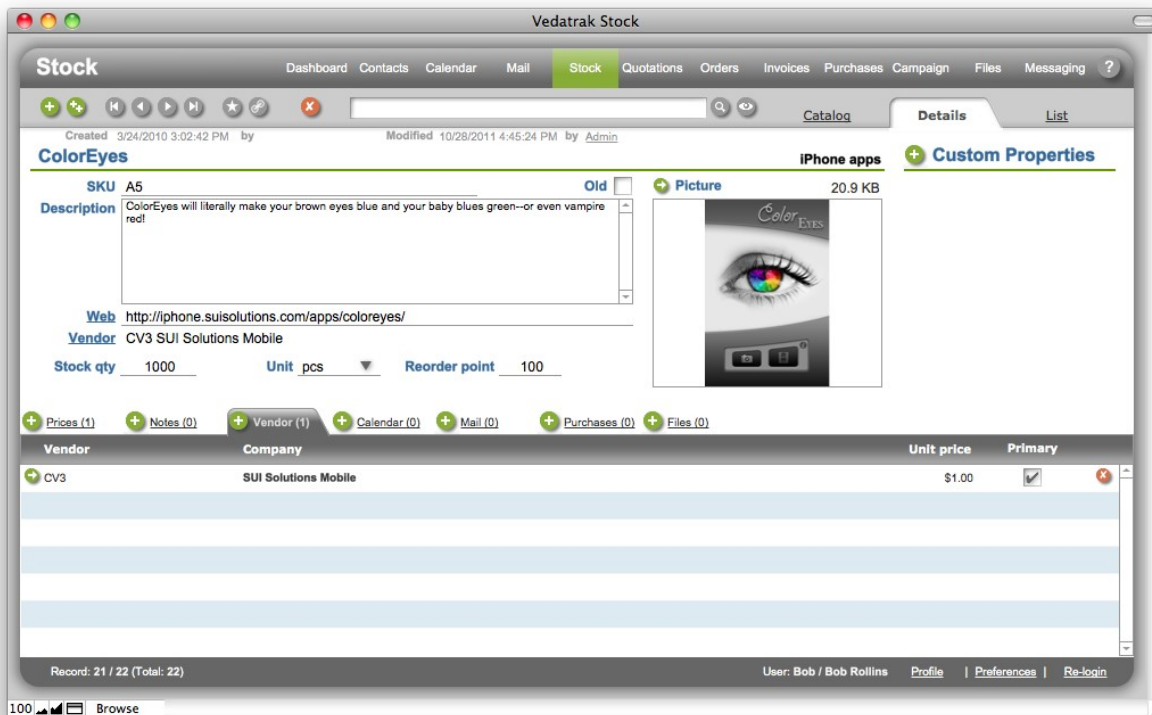 Vedatrak Stock
Stock
Dashboard Contacts Calendar Mail Stock Quotations Orders Invoices Purchases Campaign Files Messaging ?
Catalog Details List
Created 3/24/2010 3:02:42 PM by Modified 10/28/2011 4:45:24 PM by Admin
ColorEyes iPhone apps Custom Properties
SKU A5 Old Picture 20.9 KB
Description ColorEyes will literally make your brown eyes blue and your baby blues green--or even vampire
red!
Color Eyes
Web http://iphone.suisolutions.com/apps/coloreyes/
Vendor CV3 SUI Solutions Mobile
Stock qty 1000 Unit pcs Reorder point 100
Prices (1) Notes (0) Vendor (1) Calendar (0) Mail (0) Purchases (0) Files (0)
Vendor Company Unit price Primary
CV3 SUI Solutions Mobile $1.00
Record: 21 / 22 (Total: 22) User: Bob / Bob Rollins Profile | Preferences | Re-login
100 Browse